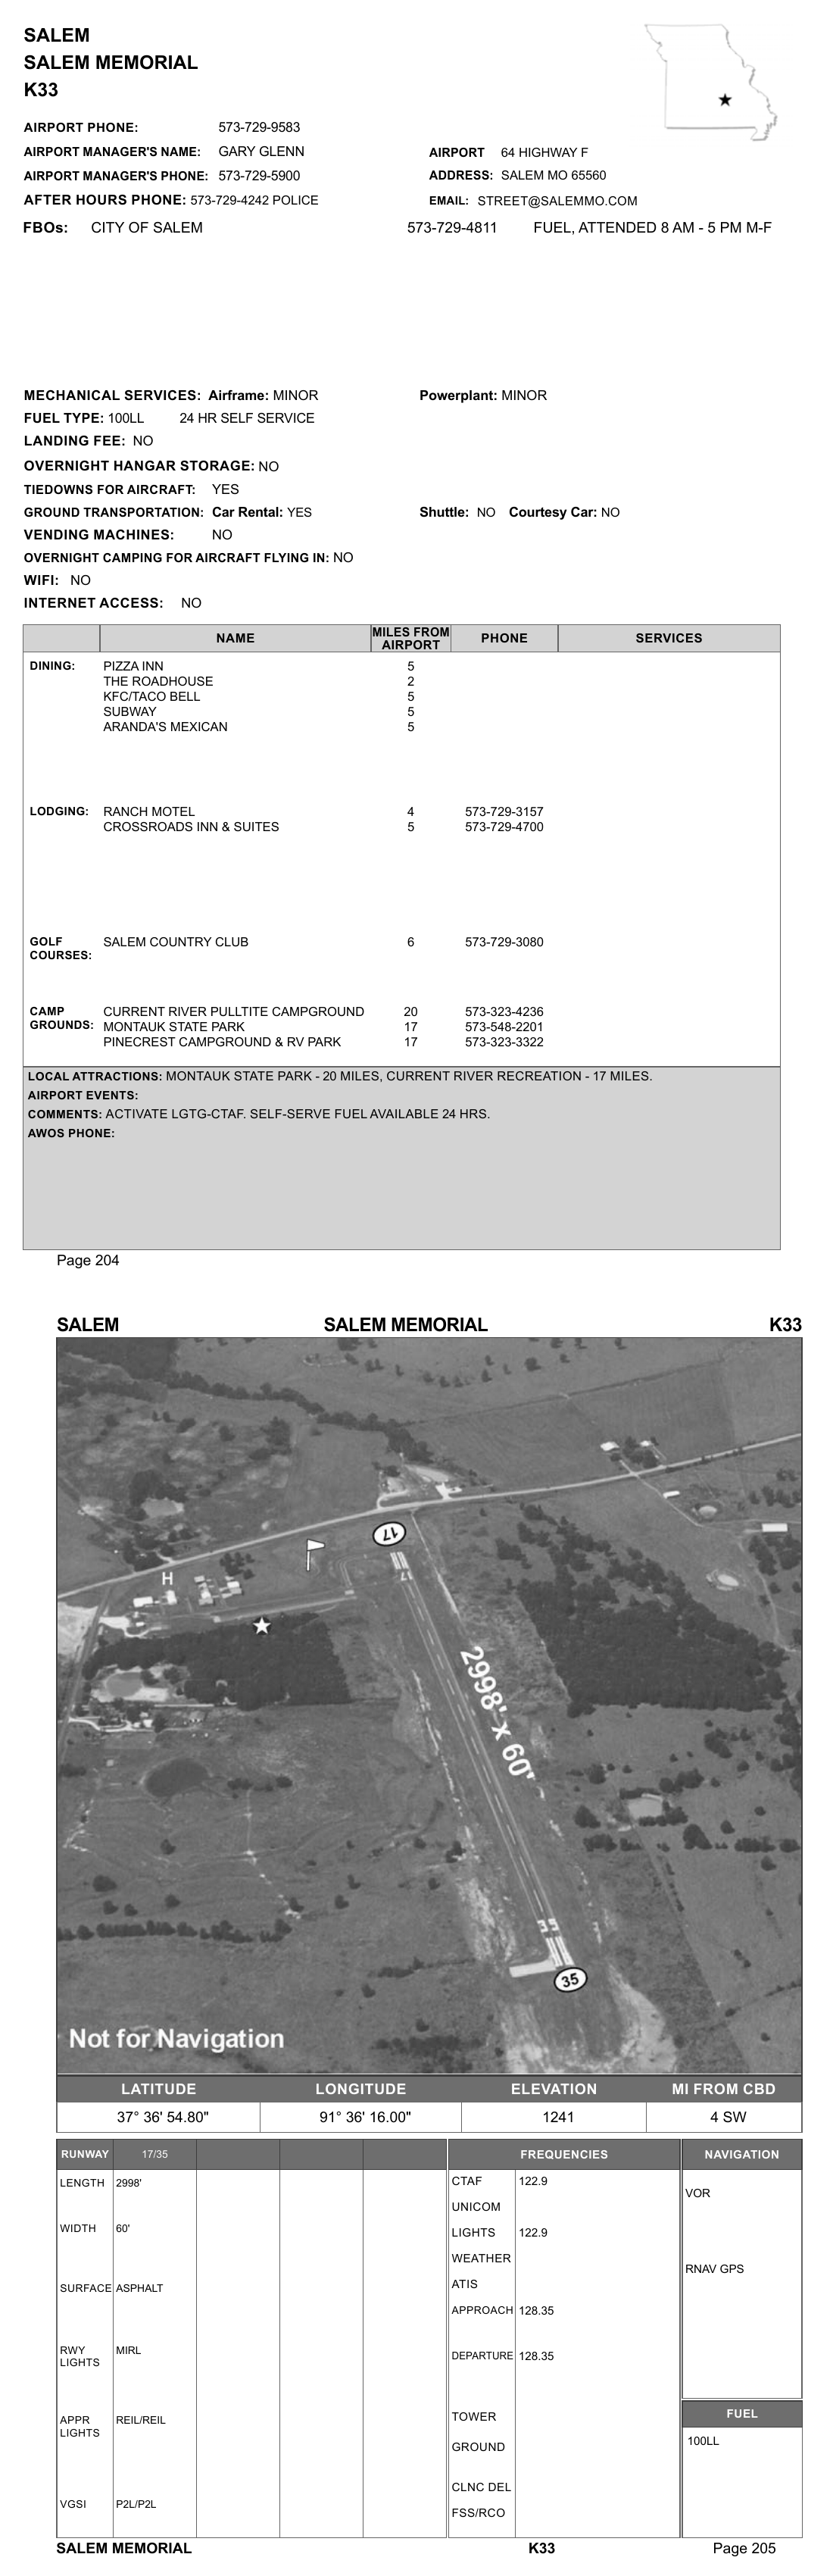 SALEM
SALEM MEMORIAL
K33
AIRPORT PHONE: 573-729-9583
AIRPORT MANAGER'S NAME: GARY GLENN
AIRPORT 64 HIGHWAY F
AIRPORT MANAGER'S PHONE: 573-729-5900
ADDRESS: SALEM MO 65560
AFTER HOURS PHONE: 573-729-4242 POLICE
EMAIL: STREET@SALEMMO.COM
FBOs: CITY OF SALEM 573-729-4811 FUEL, ATTENDED 8 AM - 5 PM M-F
MECHANICAL SERVICES: Airframe: MINOR Powerplant: MINOR
FUEL TYPE: 100LL 24 HR SELF SERVICE
LANDING FEE: NO
OVERNIGHT HANGAR STORAGE: NO
TIEDOWNS FOR AIRCRAFT: YES
GROUND TRANSPORTATION: Car Rental: YES Shuttle: NO Courtesy Car: NO
VENDING MACHINES: NO
OVERNIGHT CAMPING FOR AIRCRAFT FLYING IN: NO
WIFI: NO
INTERNET ACCESS: NO
NAME MILES FROM AIRPORT PHONE SERVICES
DINING: PIZZA INN 5
THE ROADHOUSE 2
KFC/TACO BELL 5
SUBWAY 5
ARANDA'S MEXICAN 5
LODGING: RANCH MOTEL 4 573-729-3157
CROSSROADS INN & SUITES 5 573-729-4700
GOLF COURSES: SALEM COUNTRY CLUB 6 573-729-3080
CAMP GROUNDS: CURRENT RIVER PULLTITE CAMPGROUND 20 573-323-4236
MONTAUK STATE PARK 17 573-548-2201
PINECREST CAMPGROUND & RV PARK 17 573-323-3322
LOCAL ATTRACTIONS: MONTAUK STATE PARK - 20 MILES, CURRENT RIVER RECREATION - 17 MILES.
AIRPORT EVENTS:
COMMENTS: ACTIVATE LGTG-CTAF. SELF-SERVE FUEL AVAILABLE 24 HRS.
AWOS PHONE:
Page 204
SALEM SALEM MEMORIAL K33
17
H
2998' x 60'
35
Not for Navigation
LATITUDE LONGITUDE ELEVATION MI FROM CBD
37° 36' 54.80" 91° 36' 16.00" 1241 4 SW
RUNWAY 17/35
LENGTH 2998'
WIDTH 60'
SURFACE ASPHALT
RWY LIGHTS MIRL
APPR LIGHTS REIL/REIL
VGSI P2L/P2L
FREQUENCIES
CTAF 122.9
UNICOM
LIGHTS 122.9
WEATHER
ATIS
APPROACH 128.35
DEPARTURE 128.35
TOWER
GROUND
CLNC DEL
FSS/RCO
NAVIGATION
VOR
RNAV GPS
FUEL
100LL
SALEM MEMORIAL K33 Page 205